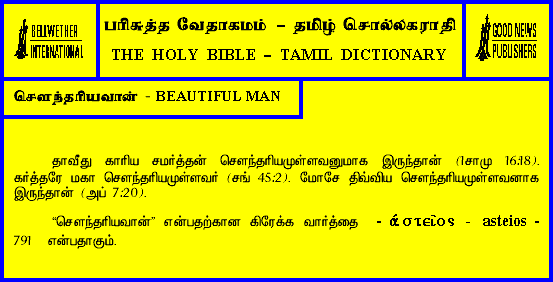 BELLWETHER
INTERNATIONAL
பரிசுத்த வேதாகமம் – தமிழ் சொல்லகராதி
THE HOLY BIBLE – TAMIL DICTIONARY
GOOD NEWS
PUBLISHERS
சௌந்தரியவான் - BEAUTIFUL MAN
தாவீது காரிய சமர்த்தன் சௌந்தரியமுள்ளவனுமாக இருந்தான் (1சாமு 16:18).
கர்த்தரே மகா சௌந்தரியமுள்ளவர் (சங் 45:2). மோசே திவ்விய சௌந்தரியமுள்ளவனாக
இருந்தான் (அப் 7:20).
“சௌந்தரியவான்” என்பதற்கான கிரேக்க வார்த்தை - ἀστεῖος - asteios -
791 என்பதாகும்.